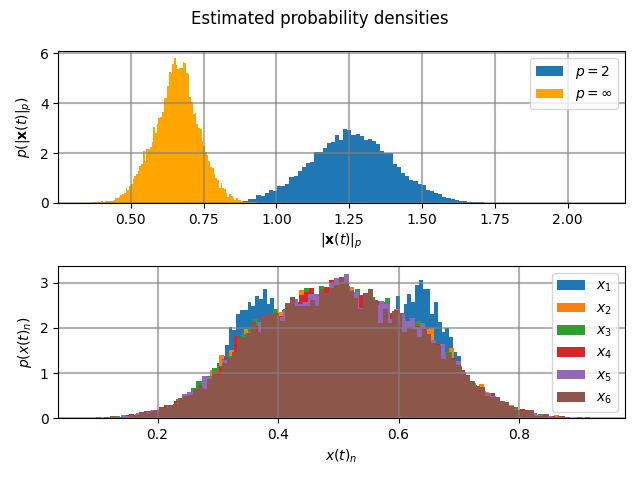 Estimated probability densities
p(|𝐱(t)|ₚ)
6
4
2
0
p = 2
p = ∞
0.50 0.75 1.00 1.25 1.50 1.75 2.00
|𝐱(t)|ₚ
p(x(t)ₙ)
3
2
1
0
x₁
x₂
x₃
x₄
x₅
x₆
0.2 0.4 0.6 0.8
x(t)ₙ